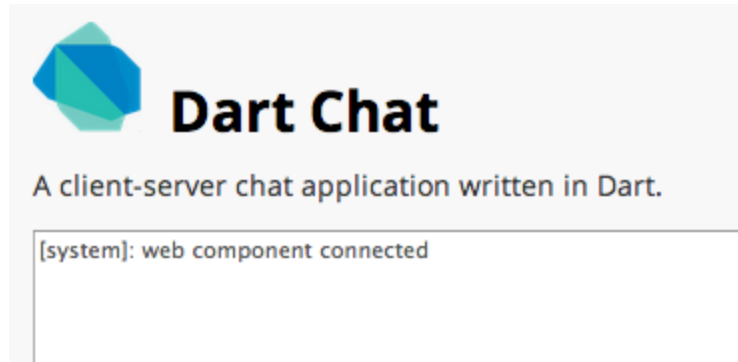 Dart Chat
A client-server chat application written in Dart.
[system]: web component connected